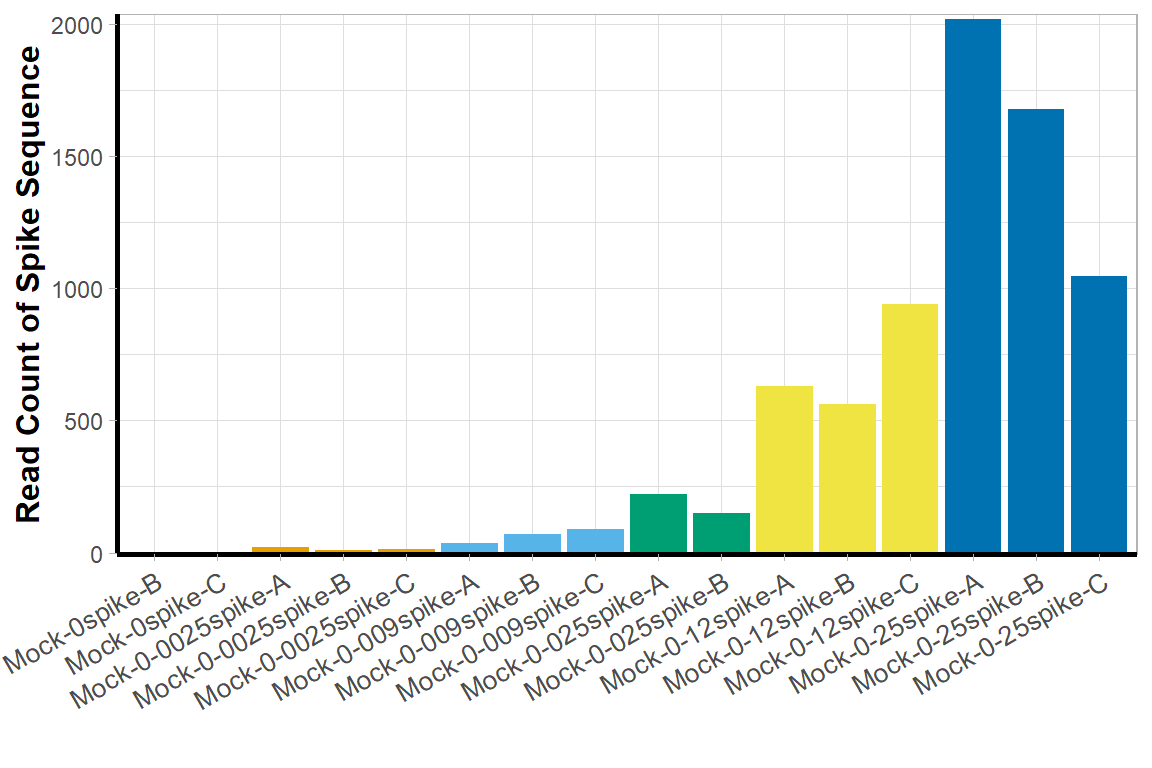 Read Count of Spike Sequence
2000
1500
1000
500
0
Mock-0spike-B
Mock-0spike-C
Mock-0-0025spike-A
Mock-0-0025spike-B
Mock-0-0025spike-C
Mock-0-009spike-A
Mock-0-009spike-B
Mock-0-009spike-C
Mock-0-025spike-A
Mock-0-025spike-B
Mock-0-12spike-A
Mock-0-12spike-B
Mock-0-12spike-C
Mock-0-25spike-A
Mock-0-25spike-B
Mock-0-25spike-C